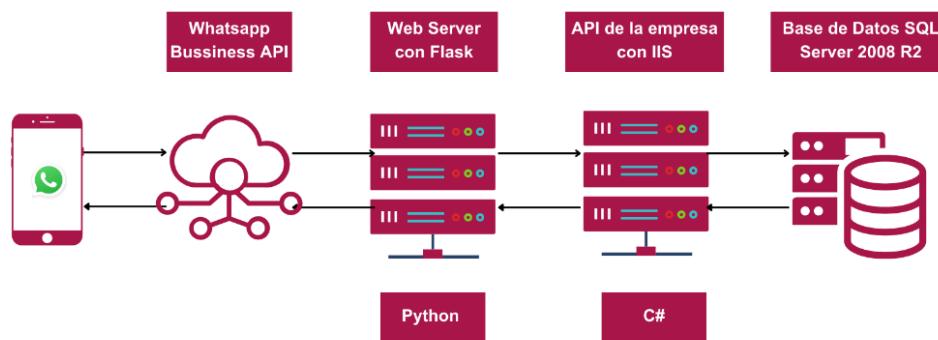 Whatsapp
Bussiness API
Web Server
con Flask
API de la empresa
con IIS
Base de Datos SQL
Server 2008 R2
Python
C#